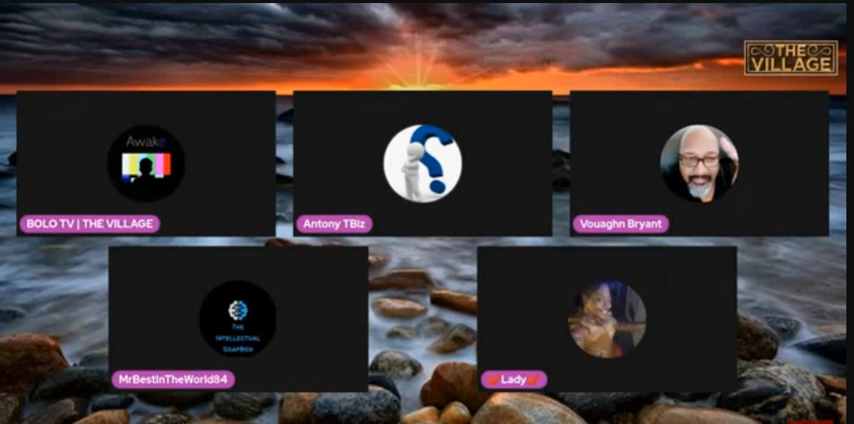 THE
VILLAGE
Awake
BOLO TV | THE VILLAGE
Antony TBiz
Vouaghn Bryant
THE
INTELLECTUAL
SOAPBOX
MrBestInTheWorld84
Lady